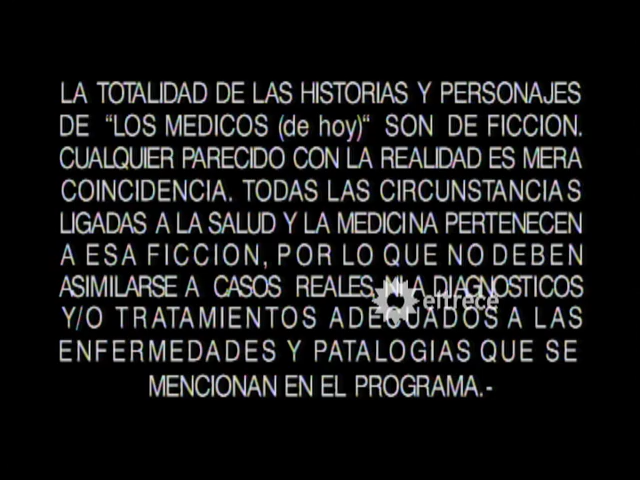 LA TOTALIDAD DE LAS HISTORIAS Y PERSONAJES
DE "LOS MEDICOS (de hoy)" SON DE FICCION.
CUALQUIER PARECIDO CON LA REALIDAD ES MERA
COINCIDENCIA. TODAS LAS CIRCUNSTANCIAS
LIGADAS A LA SALUD Y LA MEDICINA PERTENECEN
A ESA FICCION, POR LO QUE NO DEBEN
ASIMILARSE A CASOS REALES, NI A DIAGNOSTICOS
eltrece
Y/O TRATAMIENTOS ADECUADOS A LAS
ENFERMEDADES Y PATALOGIAS QUE SE
MENCIONAN EN EL PROGRAMA.-